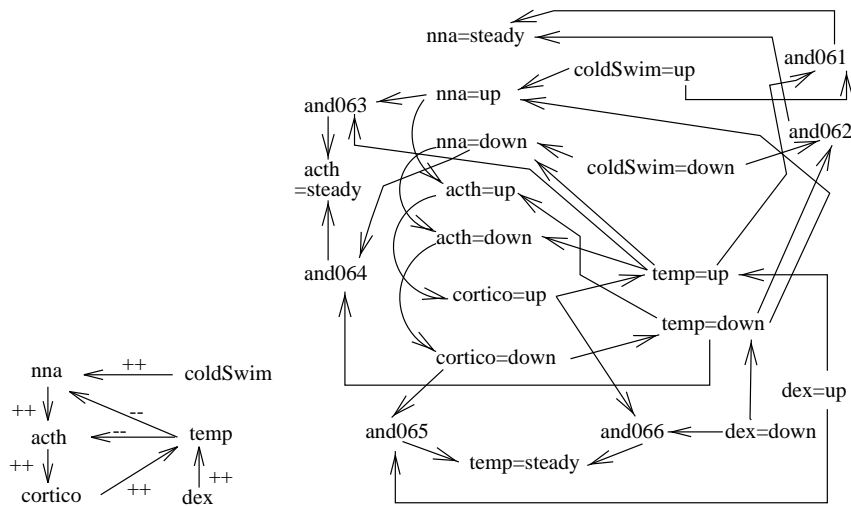 nna=steady
and061
coldSwim=up
nna=up
and063
and062
nna=down
coldSwim=down
acth
=steady
acth=up
acth=down
and064
temp=up
cortico=up
temp=down
cortico=down
dex=up
and065
and066
dex=down
temp=steady
nna
++
coldSwim
++
--
acth
--
temp
++
++
++
cortico
dex